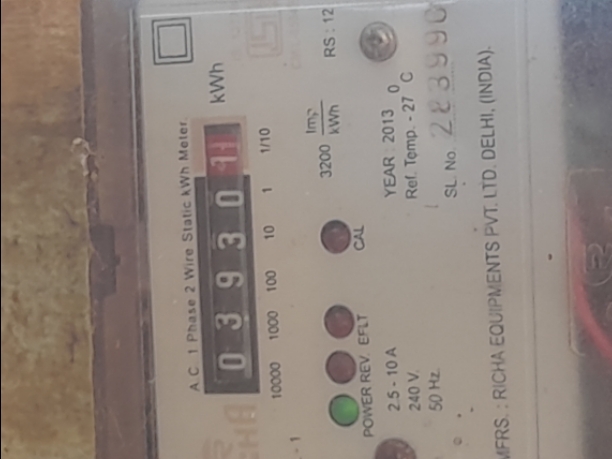 A.C. 1 Phase 2 Wire Static kWh Meter
0 3 9 3 0
kWh
10000 1000 100 10 1 1/10
POWER REV. EFLT CAL
3200 Imp/kWh
RS : 12
2.5 - 10 A
240 V.
50 Hz.
YEAR : 2013
Ref. Temp. - 27 0 C
SL. No. 283990
MFRS. : RICHA EQUIPMENTS PVT. LTD. DELHI, (INDIA).